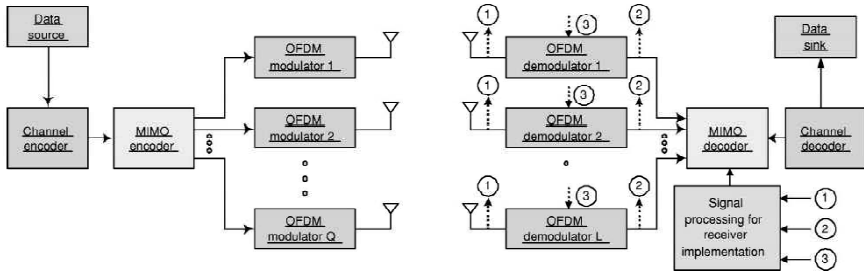 Data
source
Channel
encoder
MIMO
encoder
OFDM
modulator 1
OFDM
modulator 2
OFDM
modulator Q
1
3
2
OFDM
demodulator 1
1
3
2
OFDM
demodulator 2
1
3
2
OFDM
demodulator L
MIMO
decoder
Channel
decoder
Data
sink
Signal
processing for
receiver
implementation
1
2
3